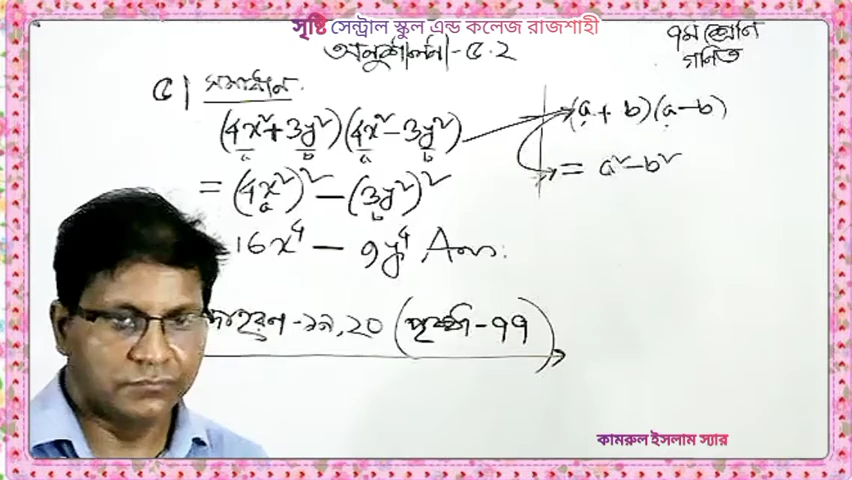 সৃষ্টি সেন্ট্রাল স্কুল এন্ড কলেজ রাজশাহী
অনুশীলনী-৫.২
৭ম শ্রেণি
গণিত
৫| সমাধান.
(4x²+3y²)(4x²-3y²)
a b a b
(a+b)(a-b)
= a²-b²
= (4x²)²-(3y²)²
a b
16x⁴ - 9y⁴ Ans:
দাহরণ-১৯,২০ (পৃষ্ঠা-৭৭)
কামরুল ইসলাম স্যার